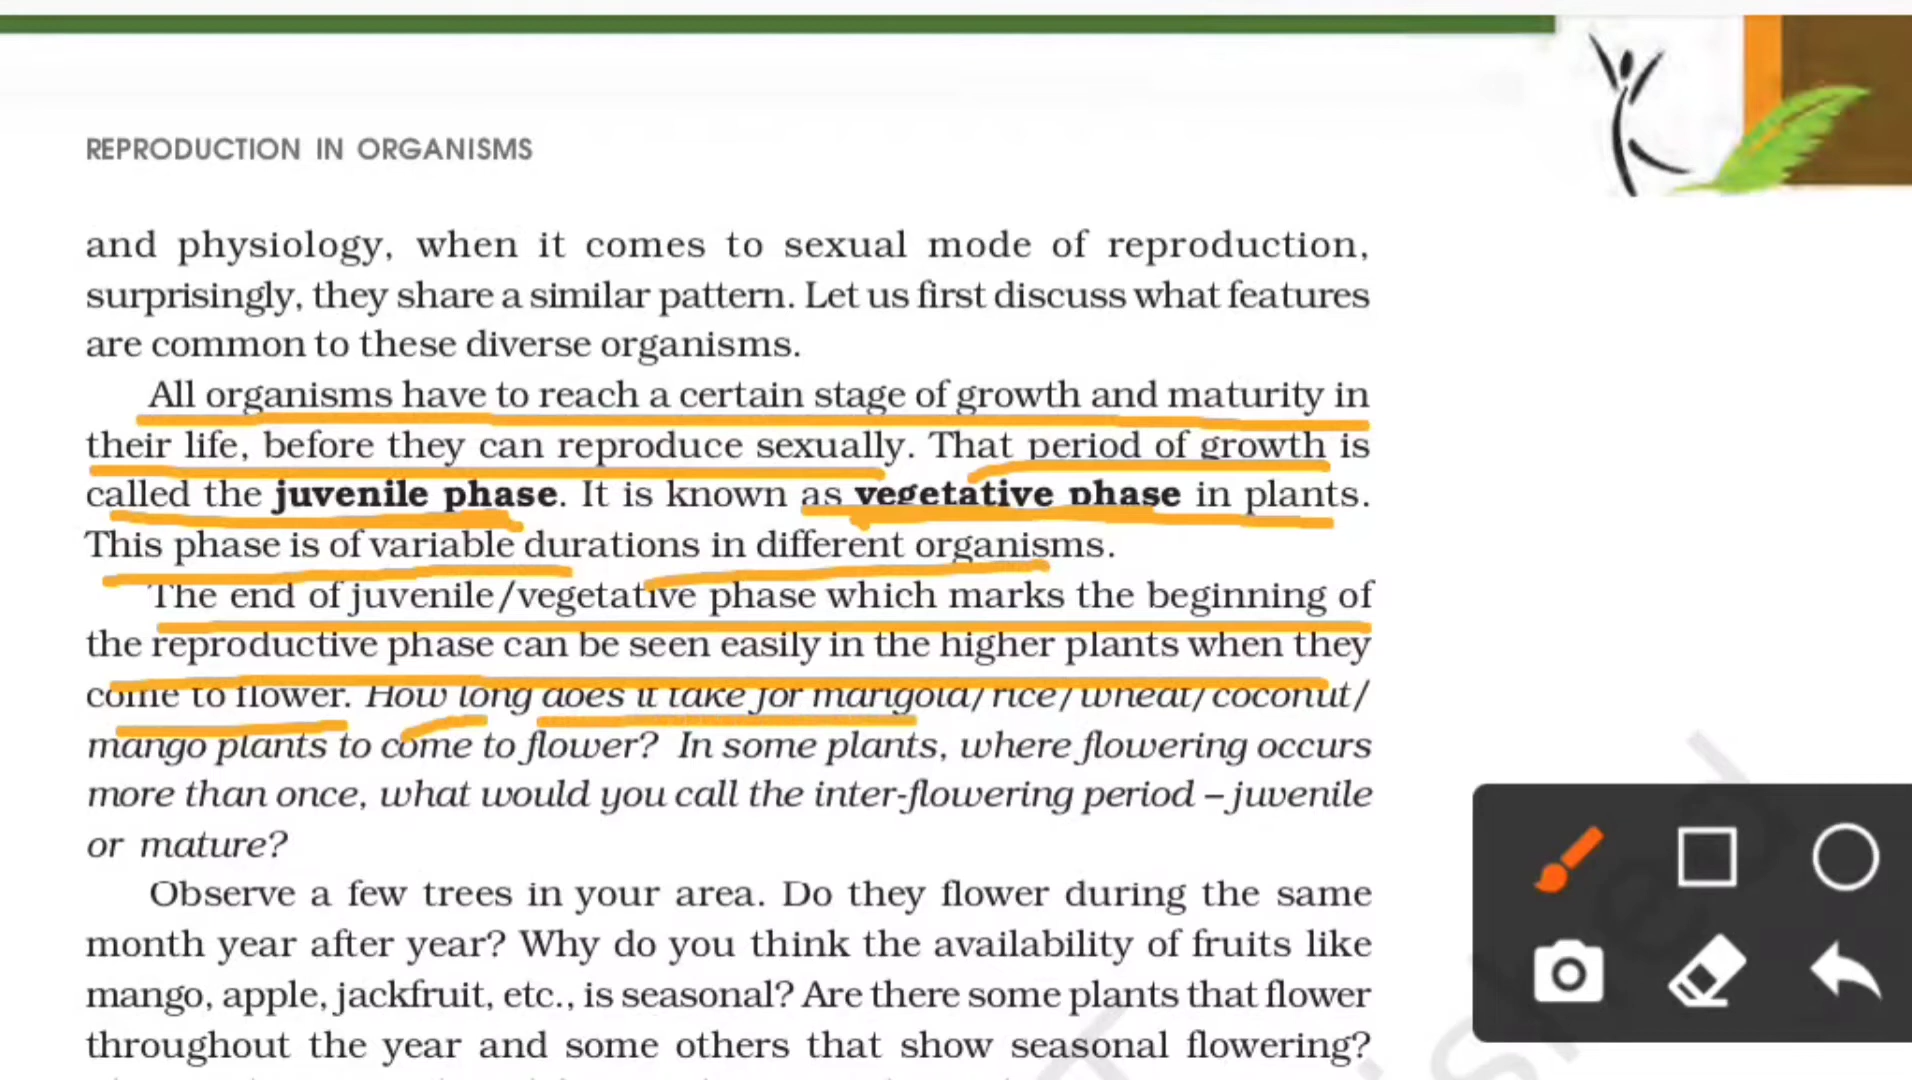 REPRODUCTION IN ORGANISMS
and physiology, when it comes to sexual mode of reproduction,
surprisingly, they share a similar pattern. Let us first discuss what features
are common to these diverse organisms.
All organisms have to reach a certain stage of growth and maturity in
their life, before they can reproduce sexually. That period of growth is
called the juvenile phase. It is known as vegetative phase in plants.
This phase is of variable durations in different organisms.
The end of juvenile/vegetative phase which marks the beginning of
the reproductive phase can be seen easily in the higher plants when they
come to flower. How long does it take for marigold/rice/wheat/coconut/
mango plants to come to flower? In some plants, where flowering occurs
more than once, what would you call the inter-flowering period – juvenile
or mature?
Observe a few trees in your area. Do they flower during the same
month year after year? Why do you think the availability of fruits like
mango, apple, jackfruit, etc., is seasonal? Are there some plants that flower
throughout the year and some others that show seasonal flowering?